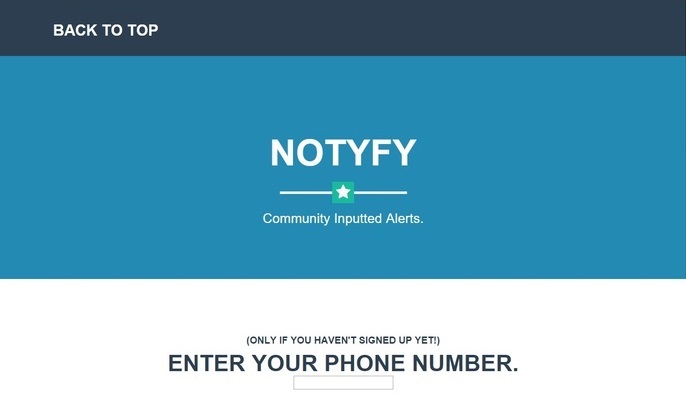 BACK TO TOP
NOTYFY
Community Inputted Alerts.
(ONLY IF YOU HAVEN'T SIGNED UP YET!)
ENTER YOUR PHONE NUMBER.